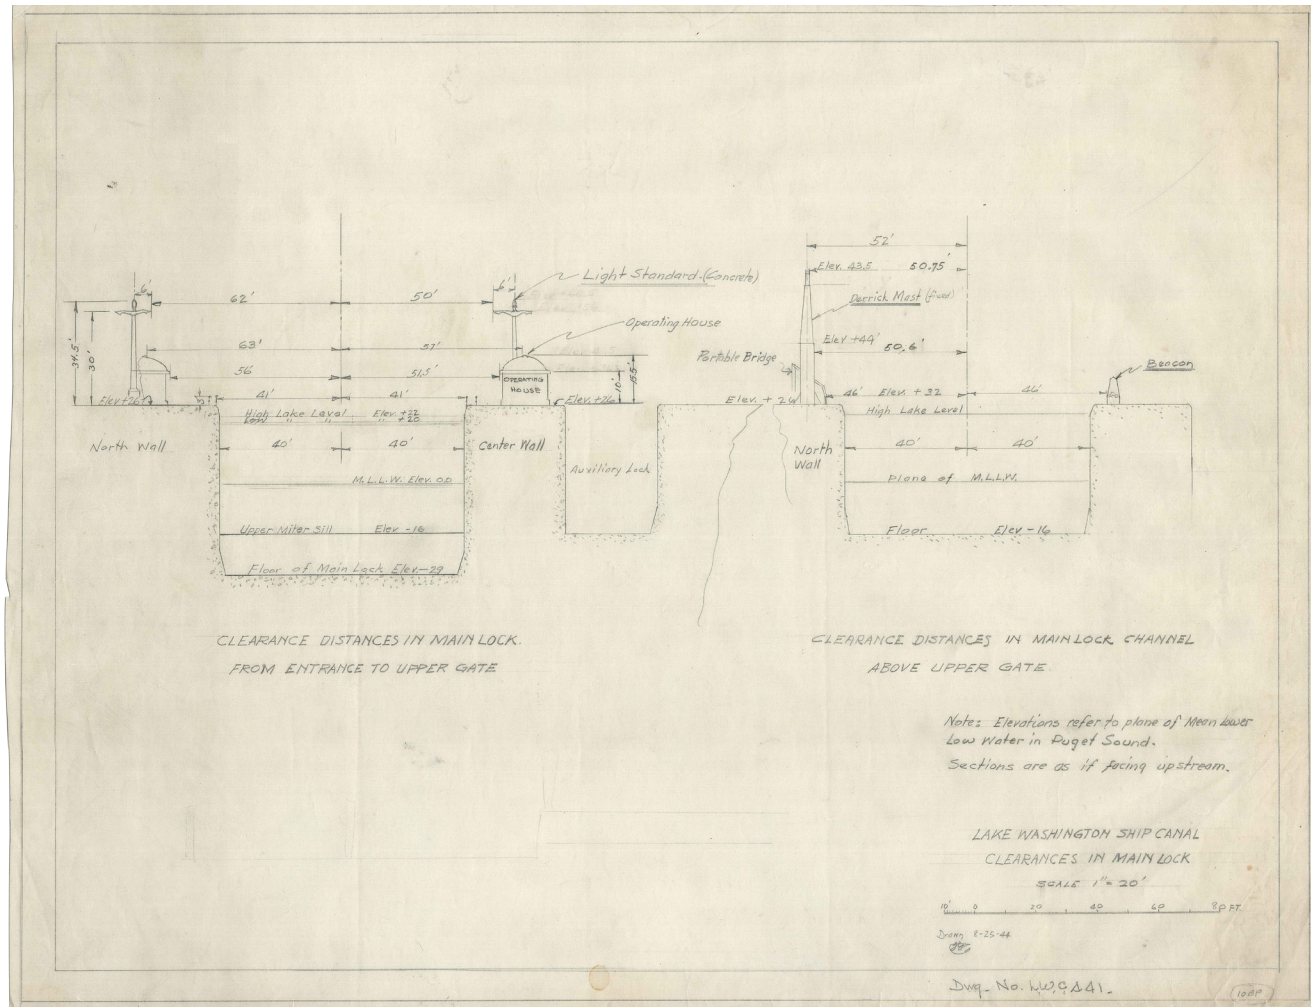 6'
62'
50'
6'
Light Standard (Concrete)
34.5'
30'
Operating House
63'
57'
56'
51.5'
OPERATING
HOUSE
10'
15.5'
Elev+26
41'
41'
Elev.+26
High Lake Level Elev. +22
Low " " " +20
North Wall
40'
40'
Center Wall
Auxiliary Lock
M.L.L.W. Elev. 0.0
Upper Miter Sill Elev. -16
Floor of Main Lock Elev.-29
CLEARANCE DISTANCES IN MAIN LOCK.
FROM ENTRANCE TO UPPER GATE
52'
Elev. 43.5 50.75'
Derrick Mast (fixed)
Elev +44'
50.6'
Portable Bridge
Beacon
Elev. + 26
46' Elev. + 32
46'
High Lake Level
North
Wall
40'
40'
Plane of M.L.L.W.
Floor Elev -16
CLEARANCE DISTANCES IN MAIN LOCK CHANNEL
ABOVE UPPER GATE
Note: Elevations refer to plane of Mean Lower
Low Water in Puget Sound.
Sections are as if facing upstream.
LAKE WASHINGTON SHIP CANAL
CLEARANCES IN MAIN LOCK
SCALE 1"= 20'
10' 0 20 40 60 80 FT.
Drawn 8-25-44
Dwg. No.